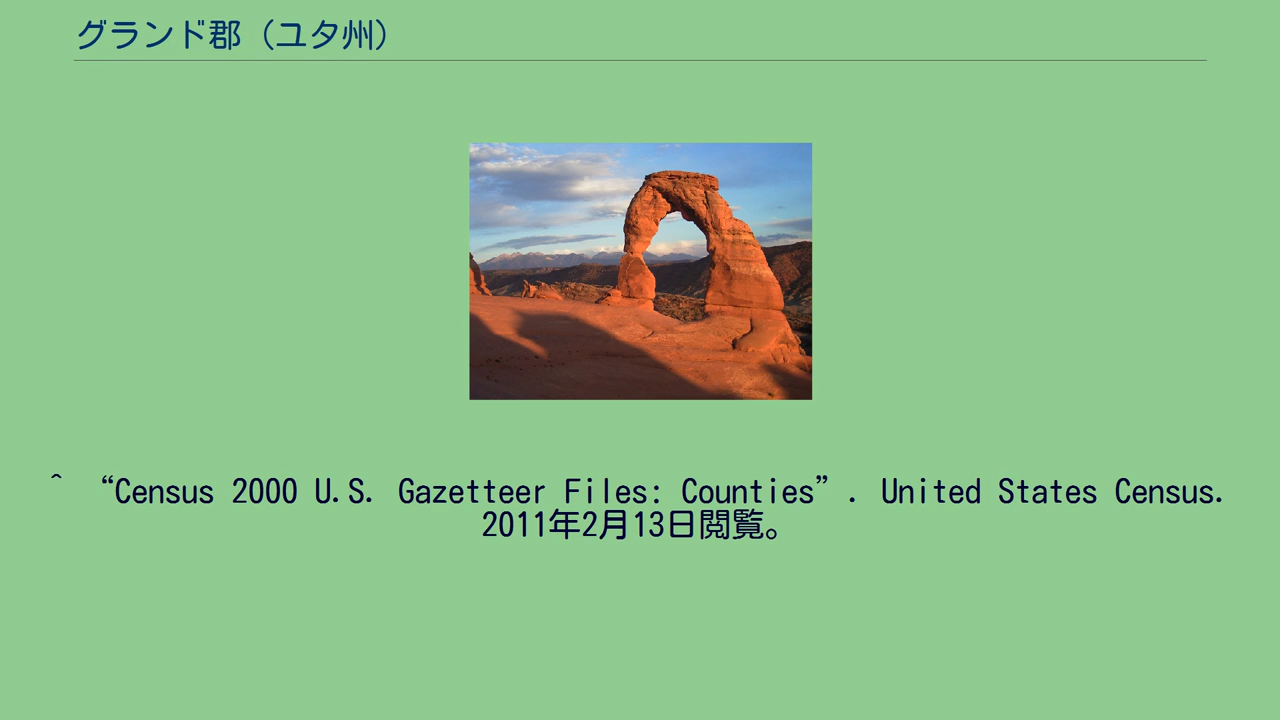 グランド郡（ユタ州）
^ “Census 2000 U.S. Gazetteer Files: Counties”. United States Census.
2011年2月13日閲覧。